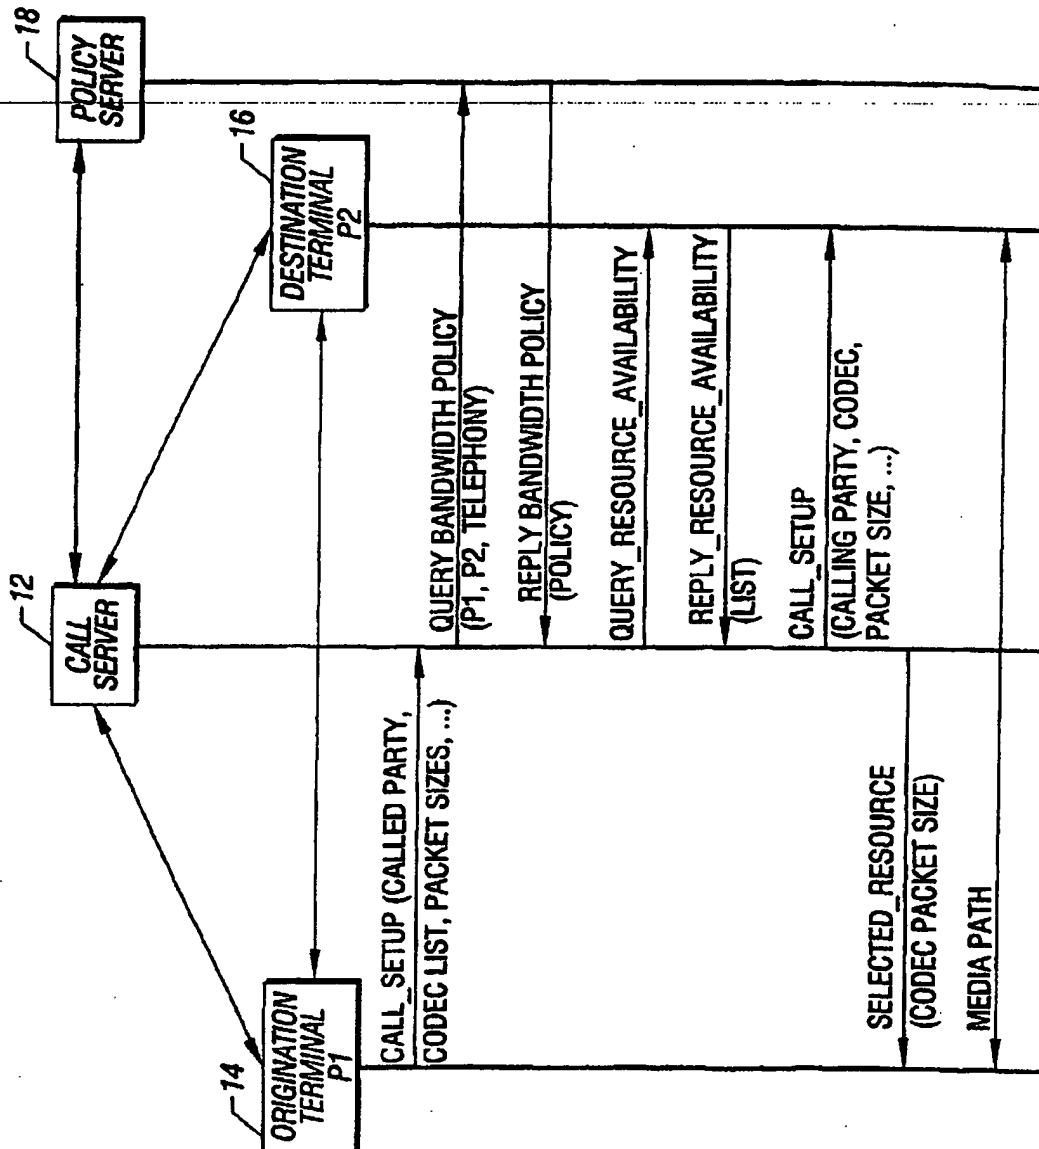 18
POLICY
SERVER
16
DESTINATION
TERMINAL
P2
12
CALL
SERVER
14
ORIGINATION
TERMINAL
P1
CALL_SETUP (CALLED PARTY,
CODEC LIST, PACKET SIZES, ...)
QUERY BANDWIDTH POLICY
(P1, P2, TELEPHONY)
REPLY BANDWIDTH POLICY
(POLICY)
QUERY_RESOURCE_AVAILABILITY
REPLY_RESOURCE_AVAILABILITY
(LIST)
CALL_SETUP
(CALLING PARTY, CODEC,
PACKET SIZE, ...)
SELECTED_RESOURCE
(CODEC PACKET SIZE)
MEDIA PATH